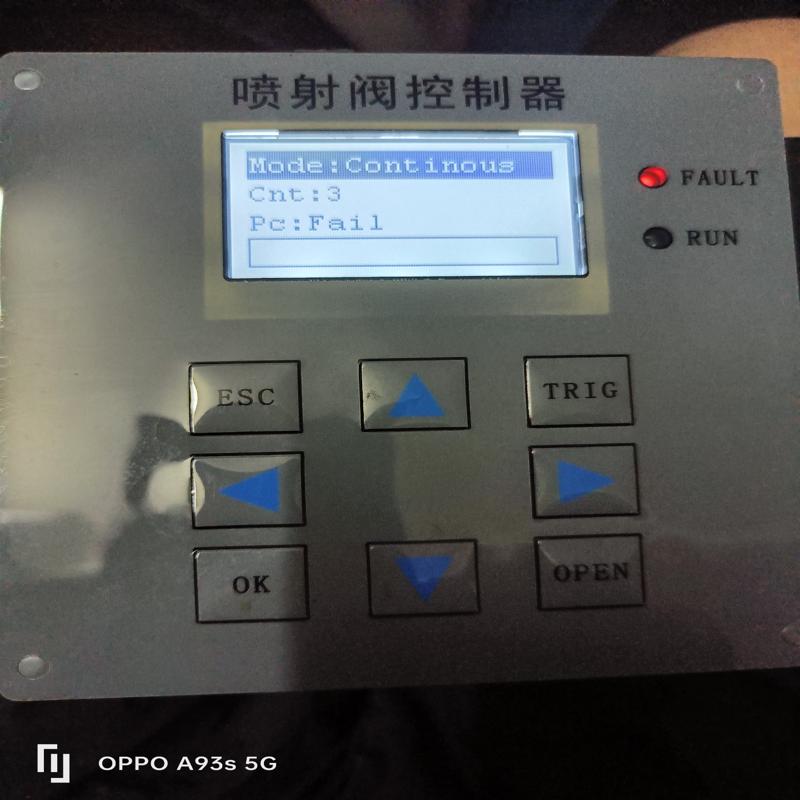 喷射阀控制器
Mode:Continous
Cnt:3
Pc:Fail
FAULT
RUN
ESC
TRIG
OK
OPEN
OPPO A93s 5G